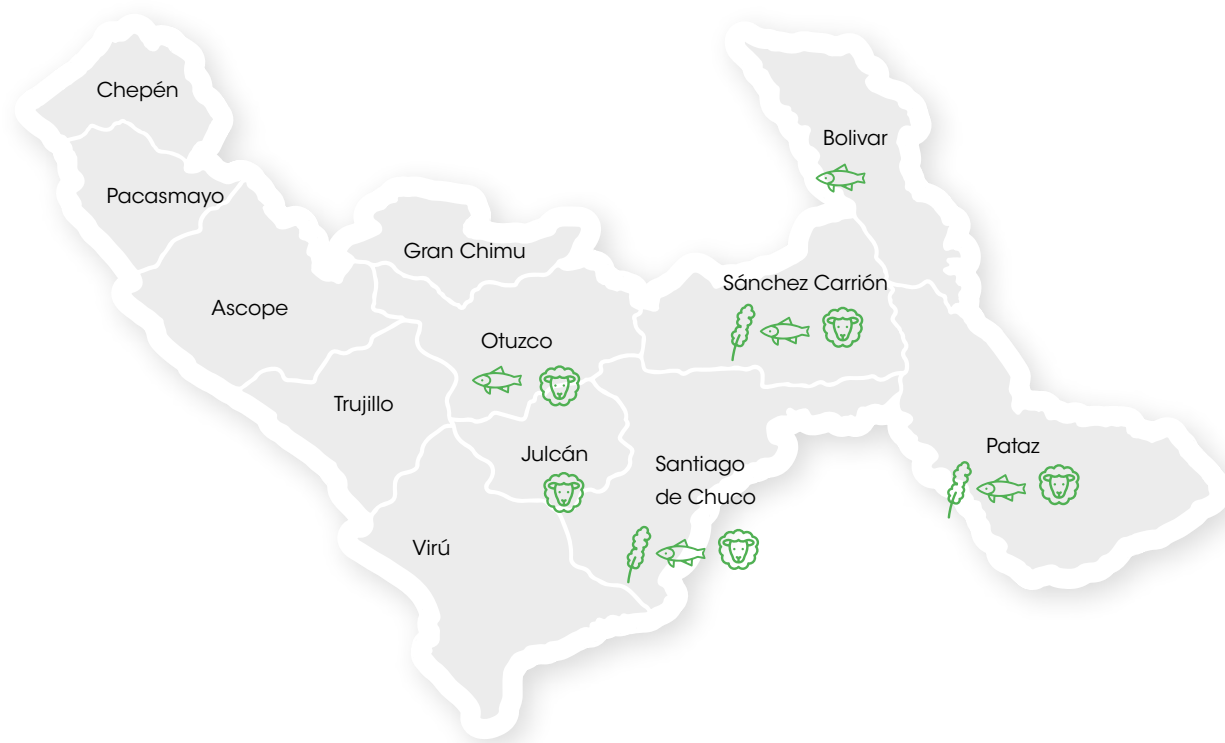 Chepén
Bolivar
Pacasmayo
Gran Chimu
Sánchez Carrión
Ascope
Otuzco
Trujillo
Julcán
Santiago
de Chuco
Pataz
Virú